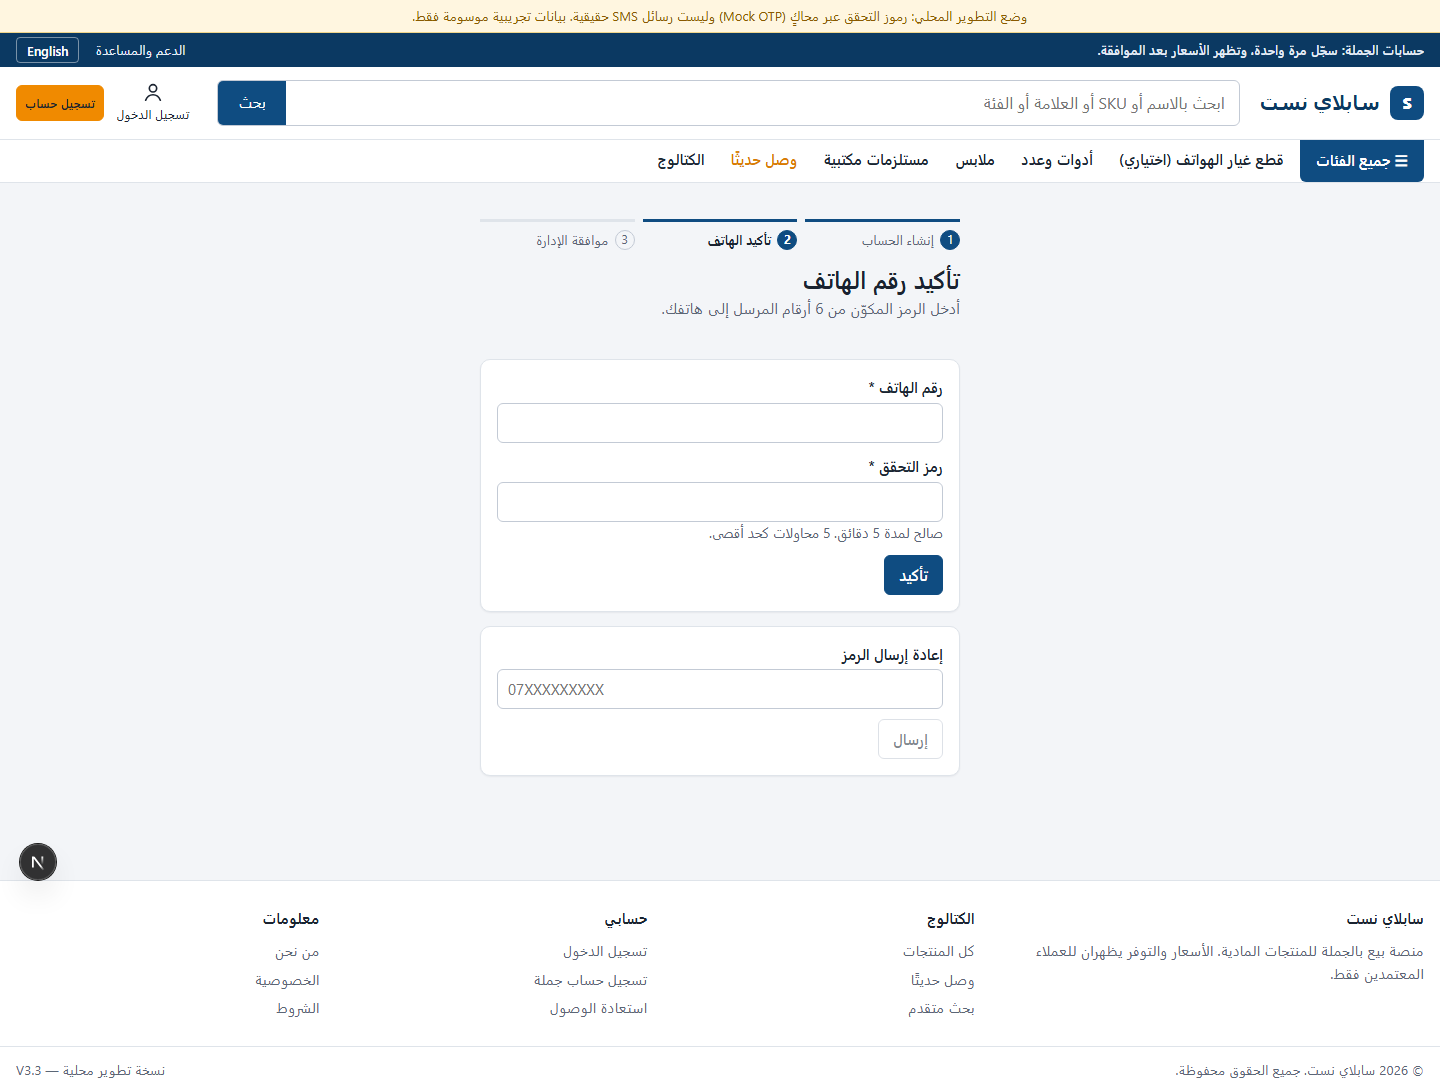 وضع التطوير المحلي: رموز التحقق عبر محاكٍ (Mock OTP) وليست رسائل SMS حقيقية. بيانات تجريبية موسومة فقط.
حسابات الجملة: سجّل مرة واحدة، وتظهر الأسعار بعد الموافقة.
الدعم والمساعدة
English
S
سابلاي نست
ابحث بالاسم أو SKU أو العلامة أو الفئة
بحث
تسجيل الدخول
تسجيل حساب
☰ جميع الفئات
قطع غيار الهواتف (اختياري)
أدوات وعدد
ملابس
مستلزمات مكتبية
وصل حديثًا
الكتالوج
1 إنشاء الحساب
2 تأكيد الهاتف
3 موافقة الإدارة
تأكيد رقم الهاتف
أدخل الرمز المكوّن من 6 أرقام المرسل إلى هاتفك.
رقم الهاتف *
رمز التحقق *
صالح لمدة 5 دقائق. 5 محاولات كحد أقصى.
تأكيد
إعادة إرسال الرمز
07XXXXXXXXX
إرسال
N
سابلاي نست
منصة بيع بالجملة للمنتجات المادية. الأسعار والتوفر يظهران للعملاء
المعتمدين فقط.
الكتالوج
كل المنتجات
وصل حديثًا
بحث متقدم
حسابي
تسجيل الدخول
تسجيل حساب جملة
استعادة الوصول
معلومات
من نحن
الخصوصية
الشروط
© 2026 سابلاي نست. جميع الحقوق محفوظة.
نسخة تطوير محلية — V3.3